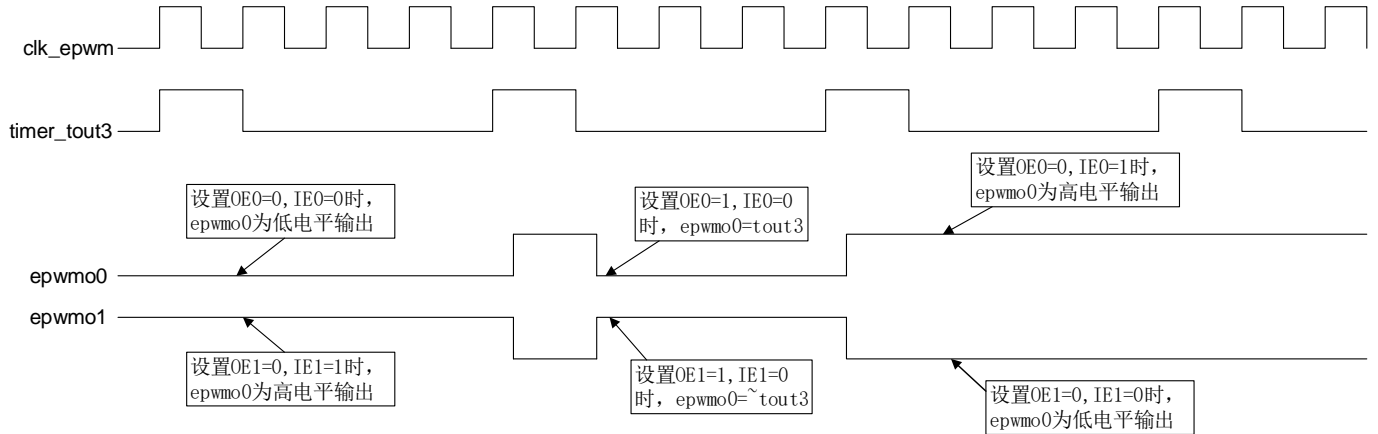 clk_epwm
timer_tout3
设置OE0=0,IE0=0时，
epwmo0为低电平输出
设置OE0=1,IE0=0
时，epwmo0=tout3
设置OE0=0,IE0=1时，
epwmo0为高电平输出
epwmo0
epwmo1
设置OE1=0,IE1=1时，
epwmo0为高电平输出
设置OE1=1,IE1=0
时，epwmo0=~tout3
设置OE1=0,IE1=0时，
epwmo0为低电平输出